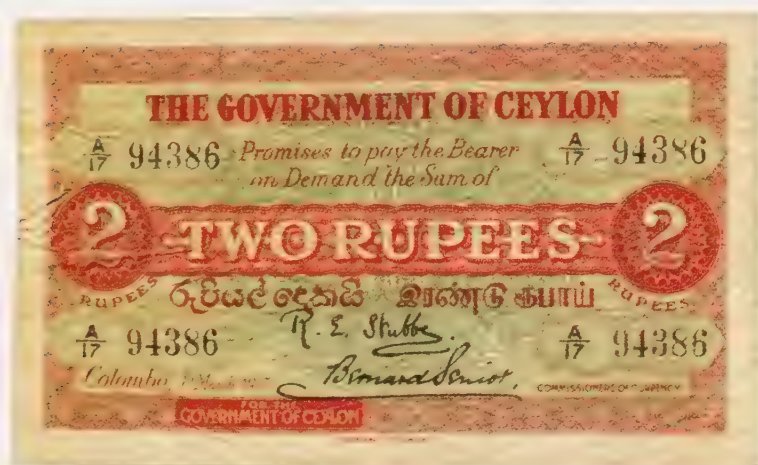 THE GOVERNMENT OF CEYLON
A/17 94386 Promises to pay the Bearer A/17 94386
on Demand the Sum of
2 TWO RUPEES 2
RUPEES රුපියල් දෙකයි இரண்டு ரூபாய் RUPEES
R. E. Stubbs
A/17 94386 A/17 94386
Colombo, Bernard Senior. COMMISSIONERS OF CURRENCY
FOR THE
GOVERNMENT OF CEYLON